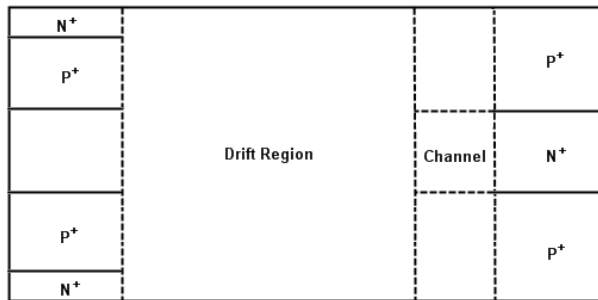 N+
P+
P+
Drift Region
Channel
N+
P+
P+
N+